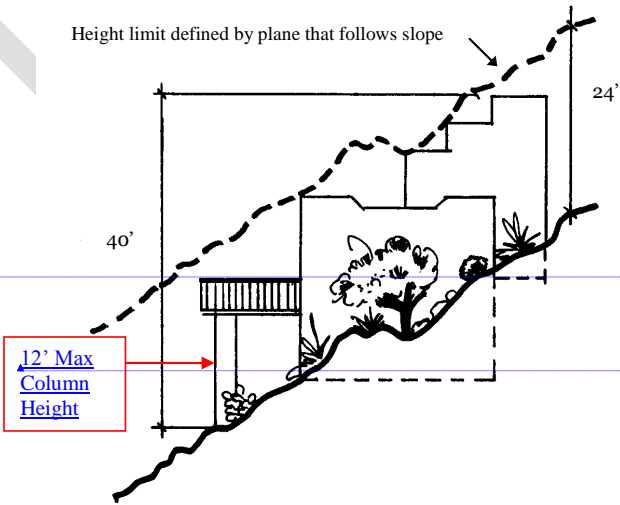 Height limit defined by plane that follows slope
24’
40’
12’ Max
Column
Height